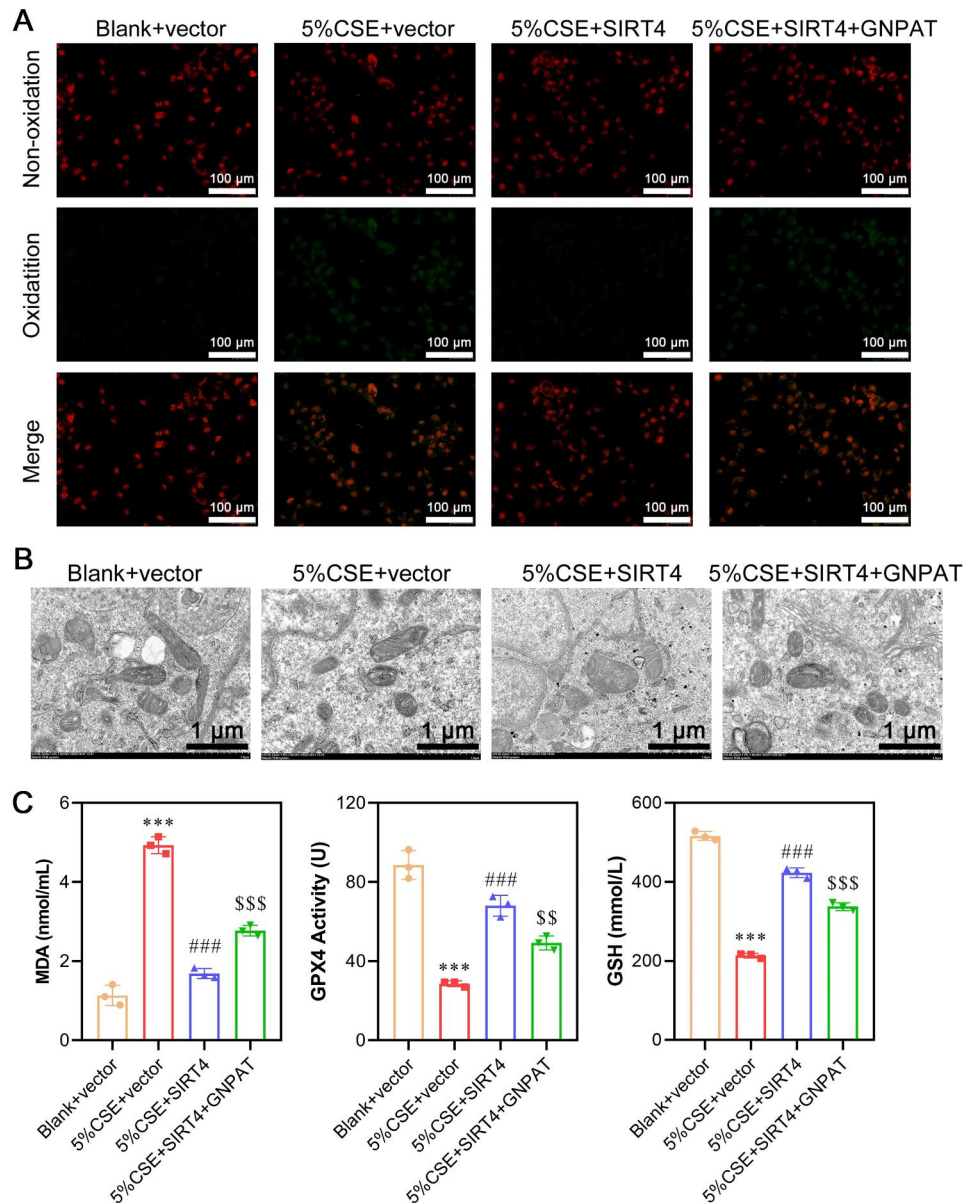 A
Blank+vector 5%CSE+vector 5%CSE+SIRT4 5%CSE+SIRT4+GNPAT
Non-oxidation
100 µm 100 µm 100 µm 100 µm
Oxidatition
100 µm 100 µm 100 µm 100 µm
Merge
100 µm 100 µm 100 µm 100 µm
B
Blank+vector 5%CSE+vector 5%CSE+SIRT4 5%CSE+SIRT4+GNPAT
1 µm 1 µm 1 µm 1 µm
C
MDA (nmol/mL)
6
4
2
0
***
###
$$$
Blank+vector
5%CSE+vector
5%CSE+SIRT4
5%CSE+SIRT4+GNPAT
GPX4 Activity (U)
120
80
40
0
***
###
$$
Blank+vector
5%CSE+vector
5%CSE+SIRT4
5%CSE+SIRT4+GNPAT
GSH (nmol/L)
600
400
200
0
***
###
$$$
Blank+vector
5%CSE+vector
5%CSE+SIRT4
5%CSE+SIRT4+GNPAT